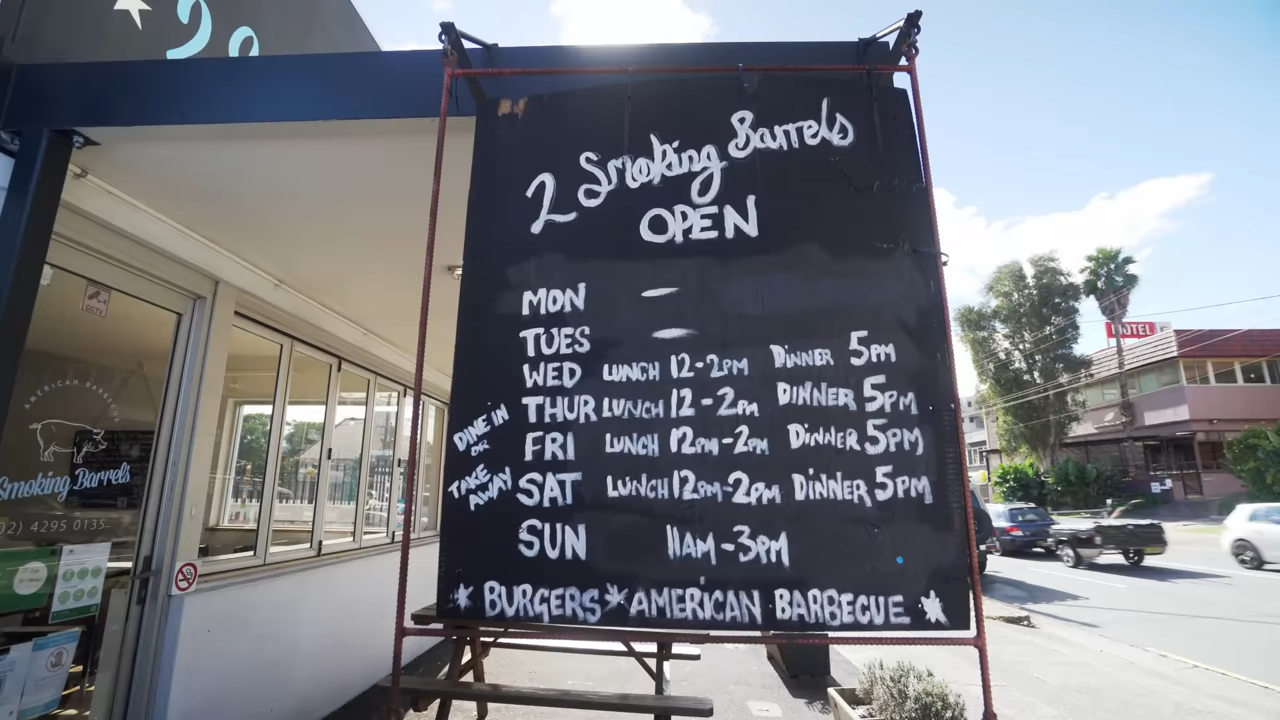 2 Smoking Barrels
OPEN
MON -
TUES -
WED LUNCH 12-2PM DINNER 5PM
THUR LUNCH 12-2PM DINNER 5PM
FRI LUNCH 12PM-2PM DINNER 5PM
SAT LUNCH 12PM-2PM DINNER 5PM
SUN 11AM-3PM
DINE IN
OR
TAKE
AWAY
BURGERS * AMERICAN BARBECUE
CCTV
AMERICAN BARBECUE
Smoking Barrels
02) 4295 0135
MOTEL